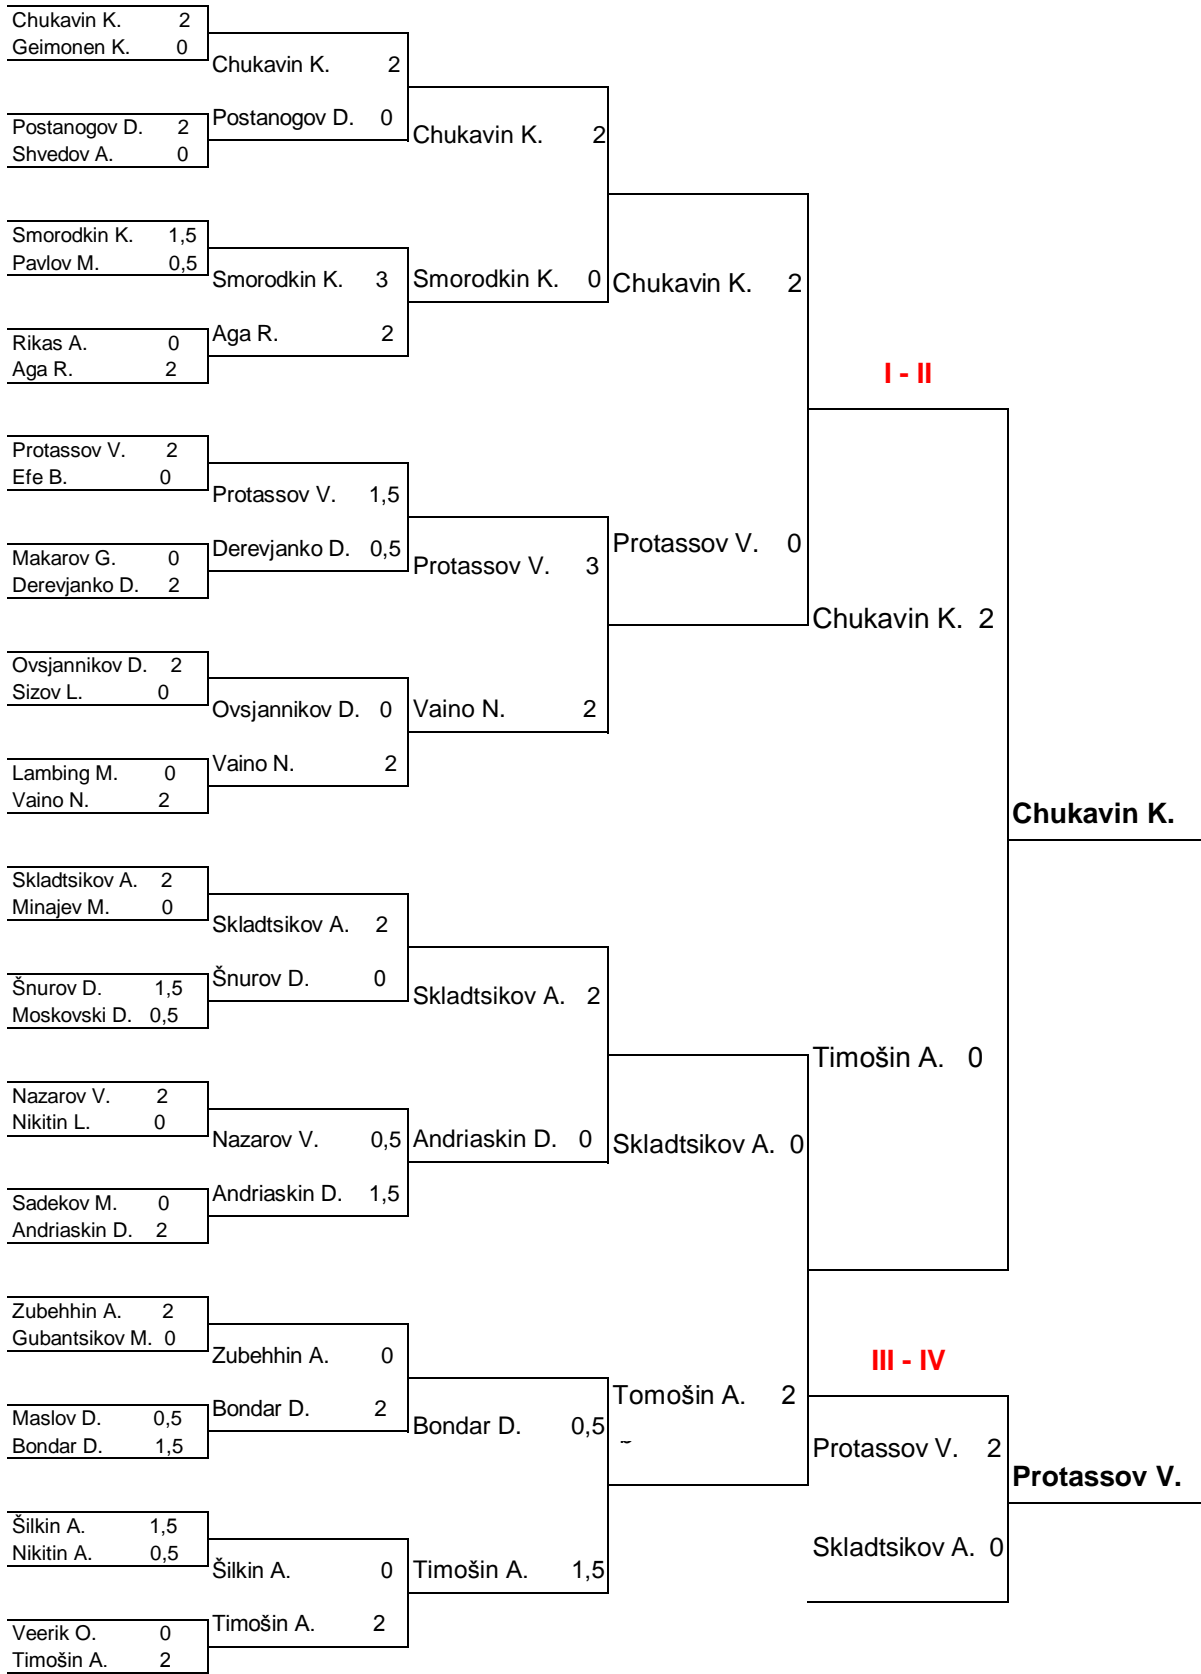 Chukavin K. 2
Geimonen K. 0
Postanogov D. 2
Shvedov A. 0
Smorodkin K. 1,5
Pavlov M. 0,5
Rikas A. 0
Aga R. 2
Protassov V. 2
Efe B. 0
Makarov G. 0
Derevjanko D. 2
Ovsjannikov D. 2
Sizov L. 0
Lambing M. 0
Vaino N. 2
Skladtsikov A. 2
Minajev M. 0
Šnurov D. 1,5
Moskovski D. 0,5
Nazarov V. 2
Nikitin L. 0
Sadekov M. 0
Andriaskin D. 2
Zubehhin A. 2
Gubantsikov M. 0
Maslov D. 0,5
Bondar D. 1,5
Šilkin A. 1,5
Nikitin A. 0,5
Veerik O. 0
Timošin A. 2
Chukavin K. 2
Postanogov D. 0
Smorodkin K. 3
Aga R. 2
Protassov V. 1,5
Derevjanko D. 0,5
Ovsjannikov D. 0
Vaino N. 2
Skladtsikov A. 2
Šnurov D. 0
Nazarov V. 0,5
Andriaskin D. 1,5
Zubehhin A. 0
Bondar D. 2
Šilkin A. 0
Timošin A. 2
Chukavin K. 2
Smorodkin K. 0
Protassov V. 3
Vaino N. 2
Skladtsikov A. 2
Andriaskin D. 0
Bondar D. 0,5
Timošin A. 1,5
Chukavin K. 2
Protassov V. 0
Skladtsikov A. 0
Tomošin A. 2
I - II
Chukavin K. 2
Timošin A. 0
III - IV
Protassov V. 2
Skladtsikov A. 0
Chukavin K.
Protassov V.